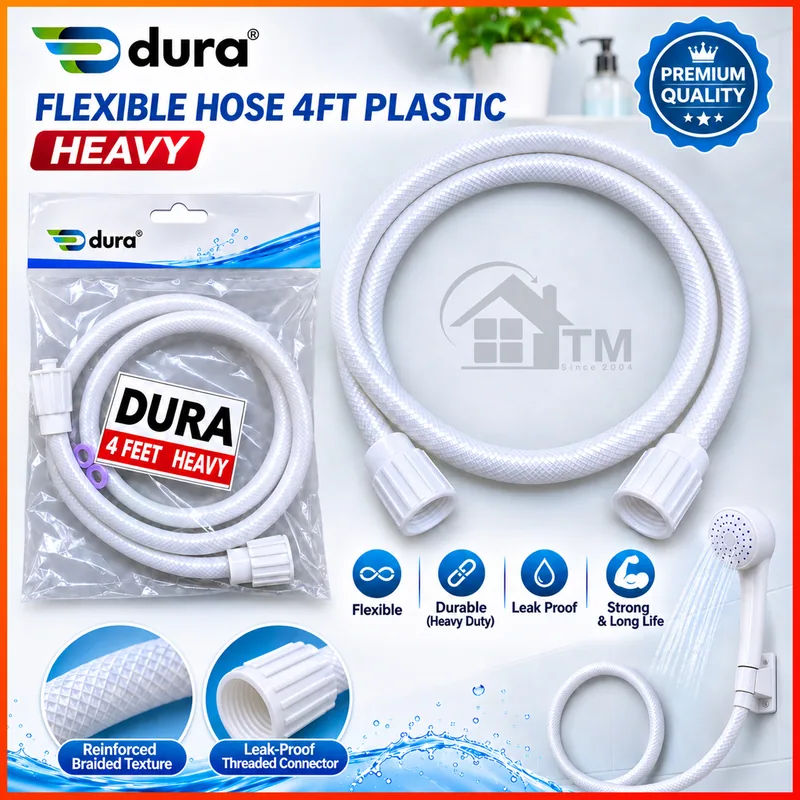 dura®
FLEXIBLE HOSE 4FT PLASTIC
HEAVY
PREMIUM
QUALITY
dura®
DURA
4 FEET HEAVY
TM
Since 2004
Flexible
Durable
(Heavy Duty)
Leak Proof
Strong
& Long Life
Reinforced
Braided Texture
Leak-Proof
Threaded Connector